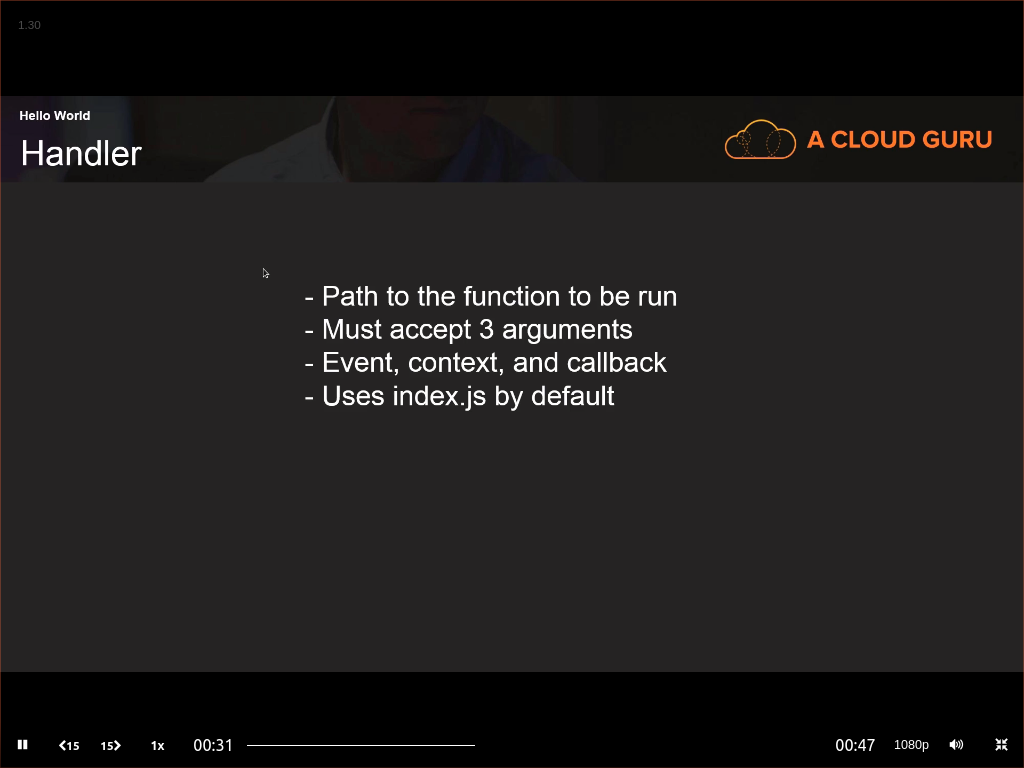 1.30
Hello World
Handler
A CLOUD GURU
- Path to the function to be run
- Must accept 3 arguments
- Event, context, and callback
- Uses index.js by default
15 15 1x 00:31 00:47 1080p